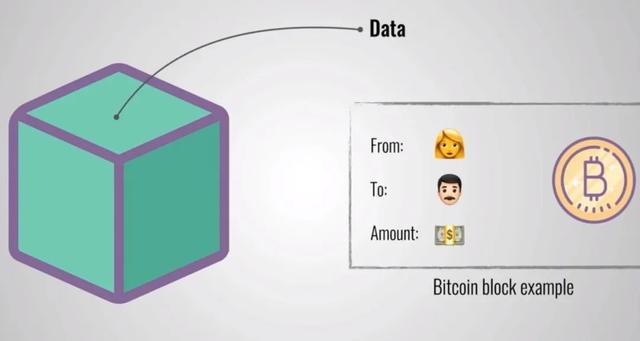 Data
From:
To:
Amount:
Bitcoin block example